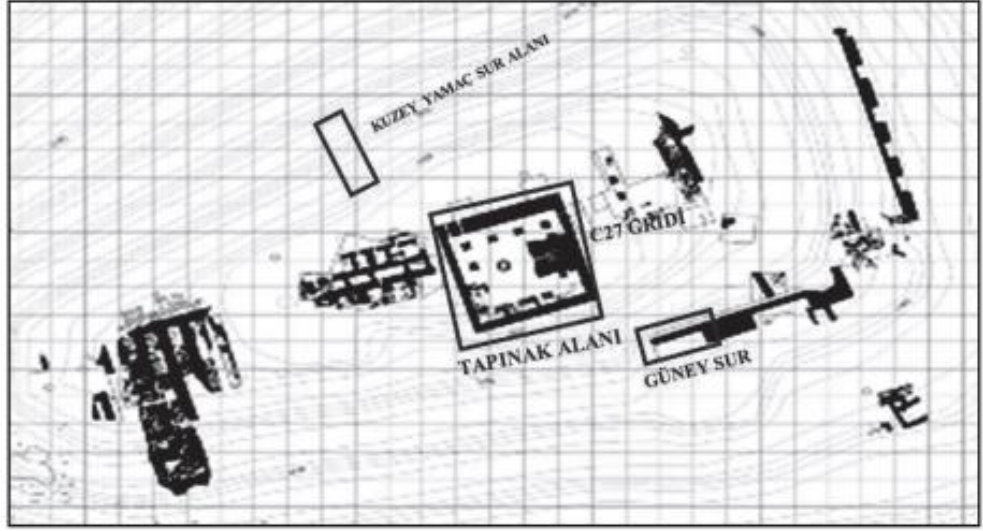 KUZEY YAMAÇ SUR ALANI
C27 GRİDİ
TAPINAK ALANI
GÜNEY SUR